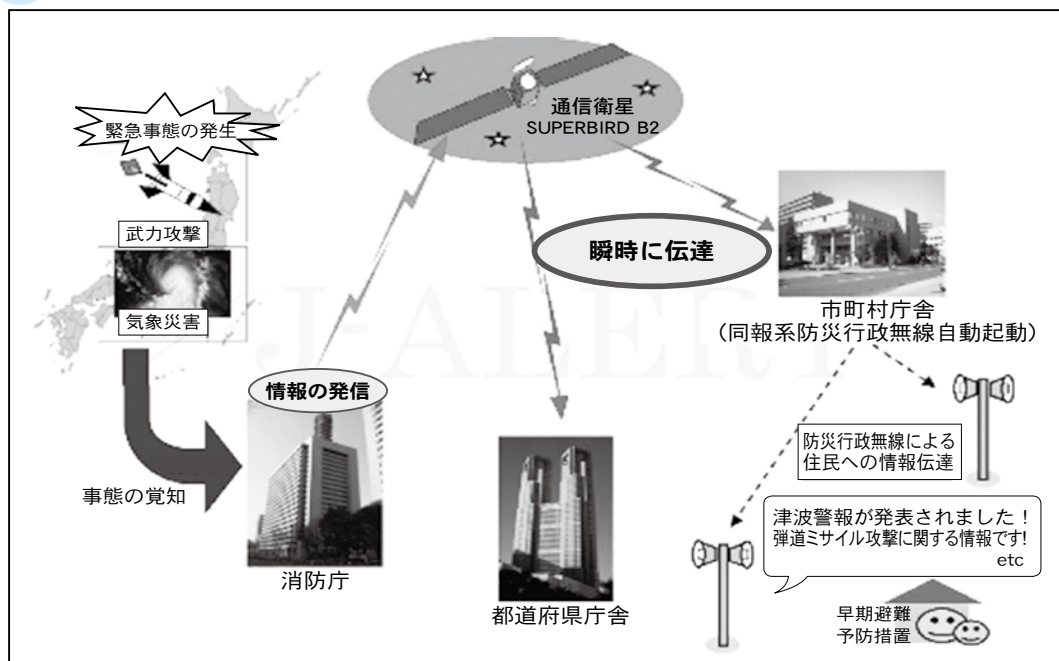 緊急事態の発生
武力攻撃
気象災害
事態の覚知
情報の発信
消防庁
通信衛星
SUPERBIRD B2
瞬時に伝達
都道府県庁舎
市町村庁舎
（同報系防災行政無線自動起動）
防災行政無線による
住民への情報伝達
津波警報が発表されました！
弾道ミサイル攻撃に関する情報です！
etc
早期避難
予防措置
J-ALERT